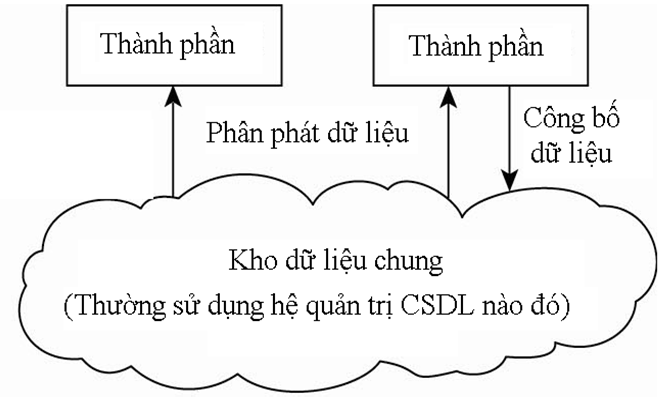 Thành phần
Thành phần
Phân phát dữ liệu
Công bố
dữ liệu
Kho dữ liệu chung
(Thường sử dụng hệ quản trị CSDL nào đó)